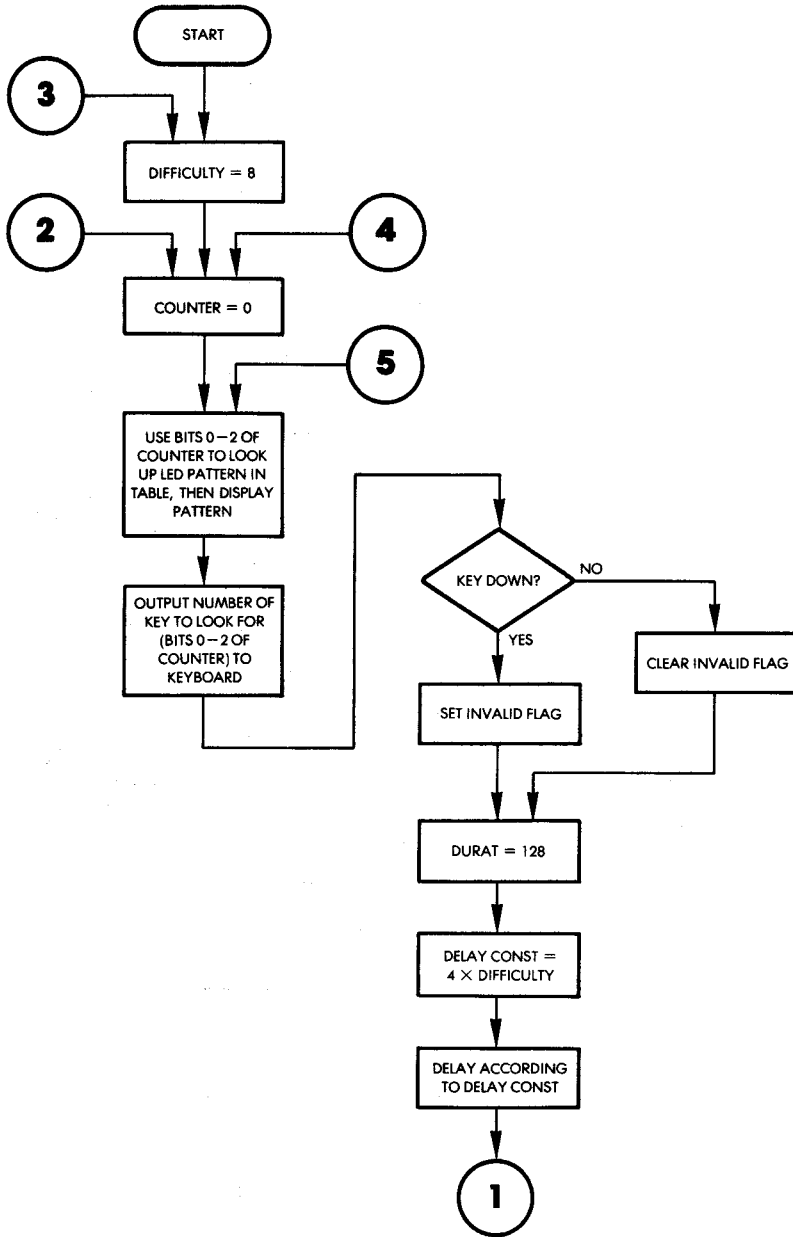 START
3
DIFFICULTY = 8
2
4
COUNTER = 0
5
USE BITS 0–2 OF
COUNTER TO LOOK
UP LED PATTERN IN
TABLE, THEN DISPLAY
PATTERN
OUTPUT NUMBER OF
KEY TO LOOK FOR
(BITS 0–2 OF
COUNTER) TO
KEYBOARD
KEY DOWN?
NO
YES
CLEAR INVALID FLAG
SET INVALID FLAG
DURAT = 128
DELAY CONST =
4 × DIFFICULTY
DELAY ACCORDING
TO DELAY CONST
1